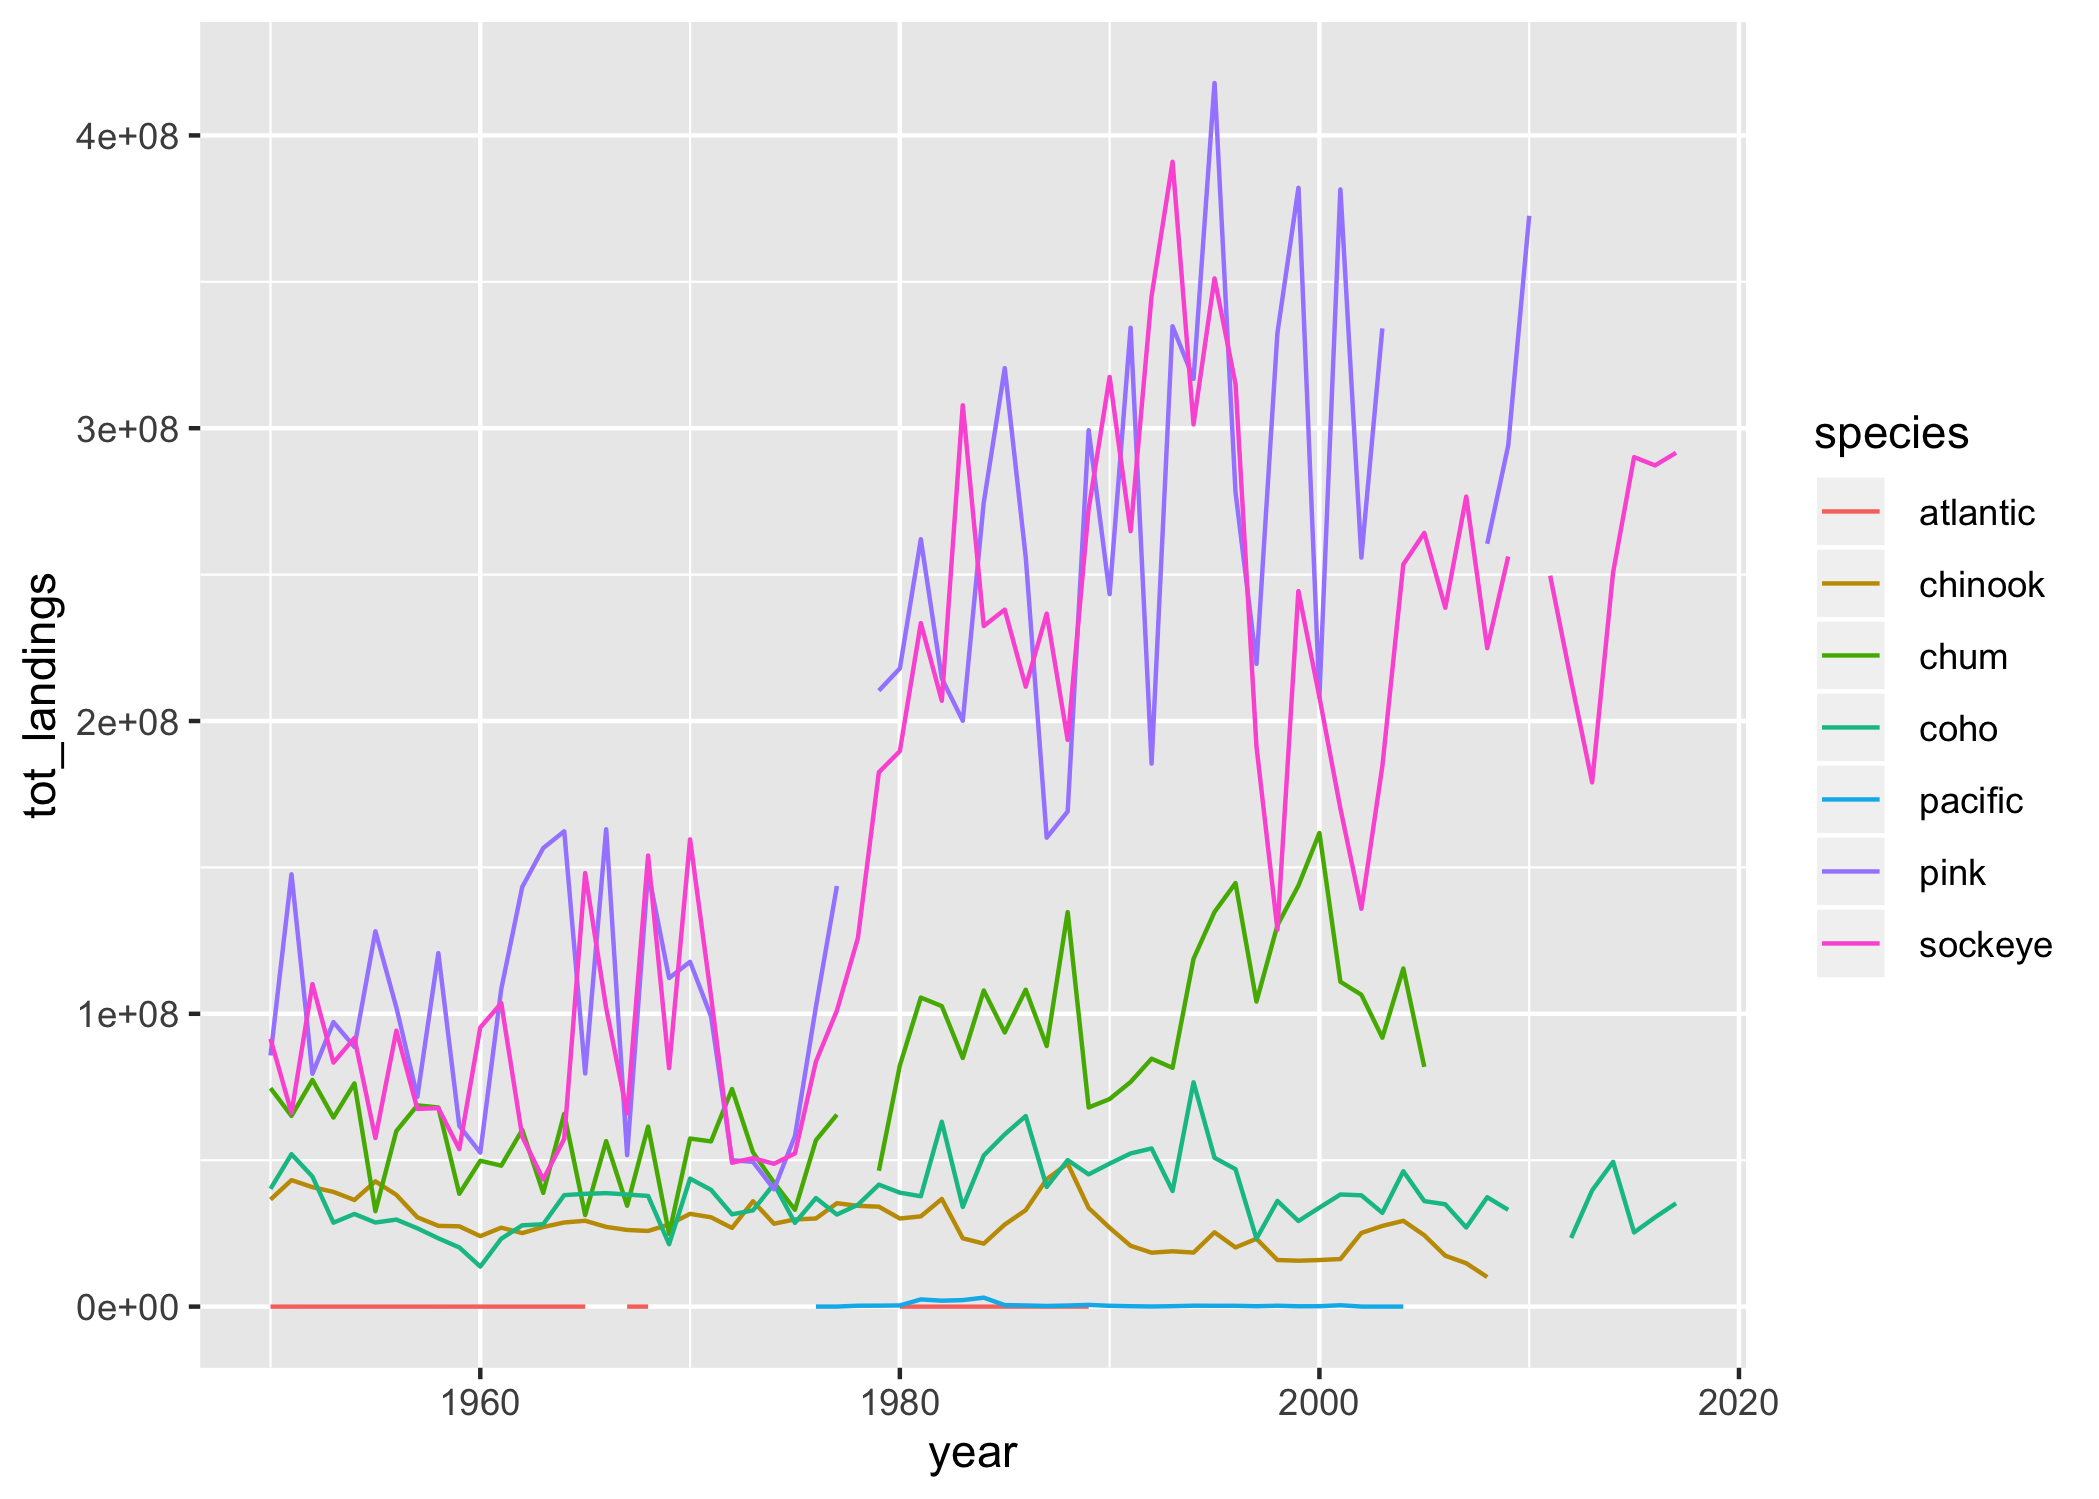 tot_landings
4e+08
3e+08
2e+08
1e+08
0e+00
1960
1980
2000
2020
year
species
atlantic
chinook
chum
coho
pacific
pink
sockeye